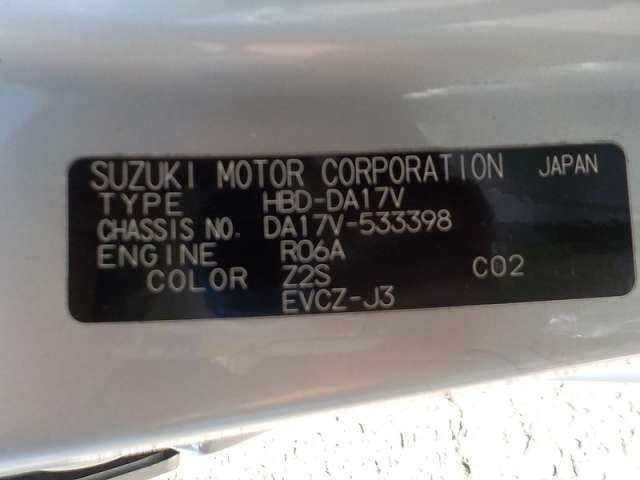 SUZUKI MOTOR CORPORATION JAPAN
TYPE HBD-DA17V
CHASSIS NO. DA17V-533398
ENGINE R06A
COLOR Z2S C02
EVCZ-J3